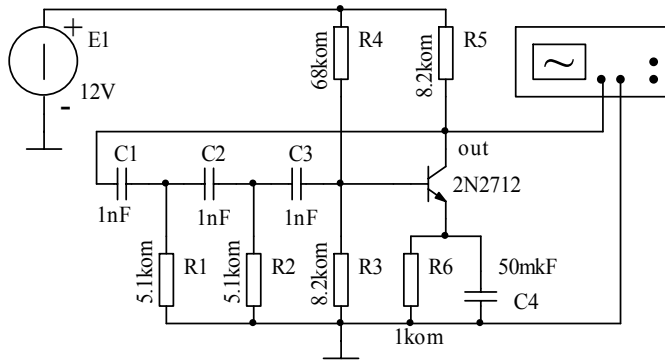 +
E1
12V
-
R4
68kom
R5
8.2kom
out
2N2712
C1
1nF
C2
1nF
C3
1nF
R1
5.1kom
R2
5.1kom
R3
8.2kom
R6
1kom
50mkF
C4